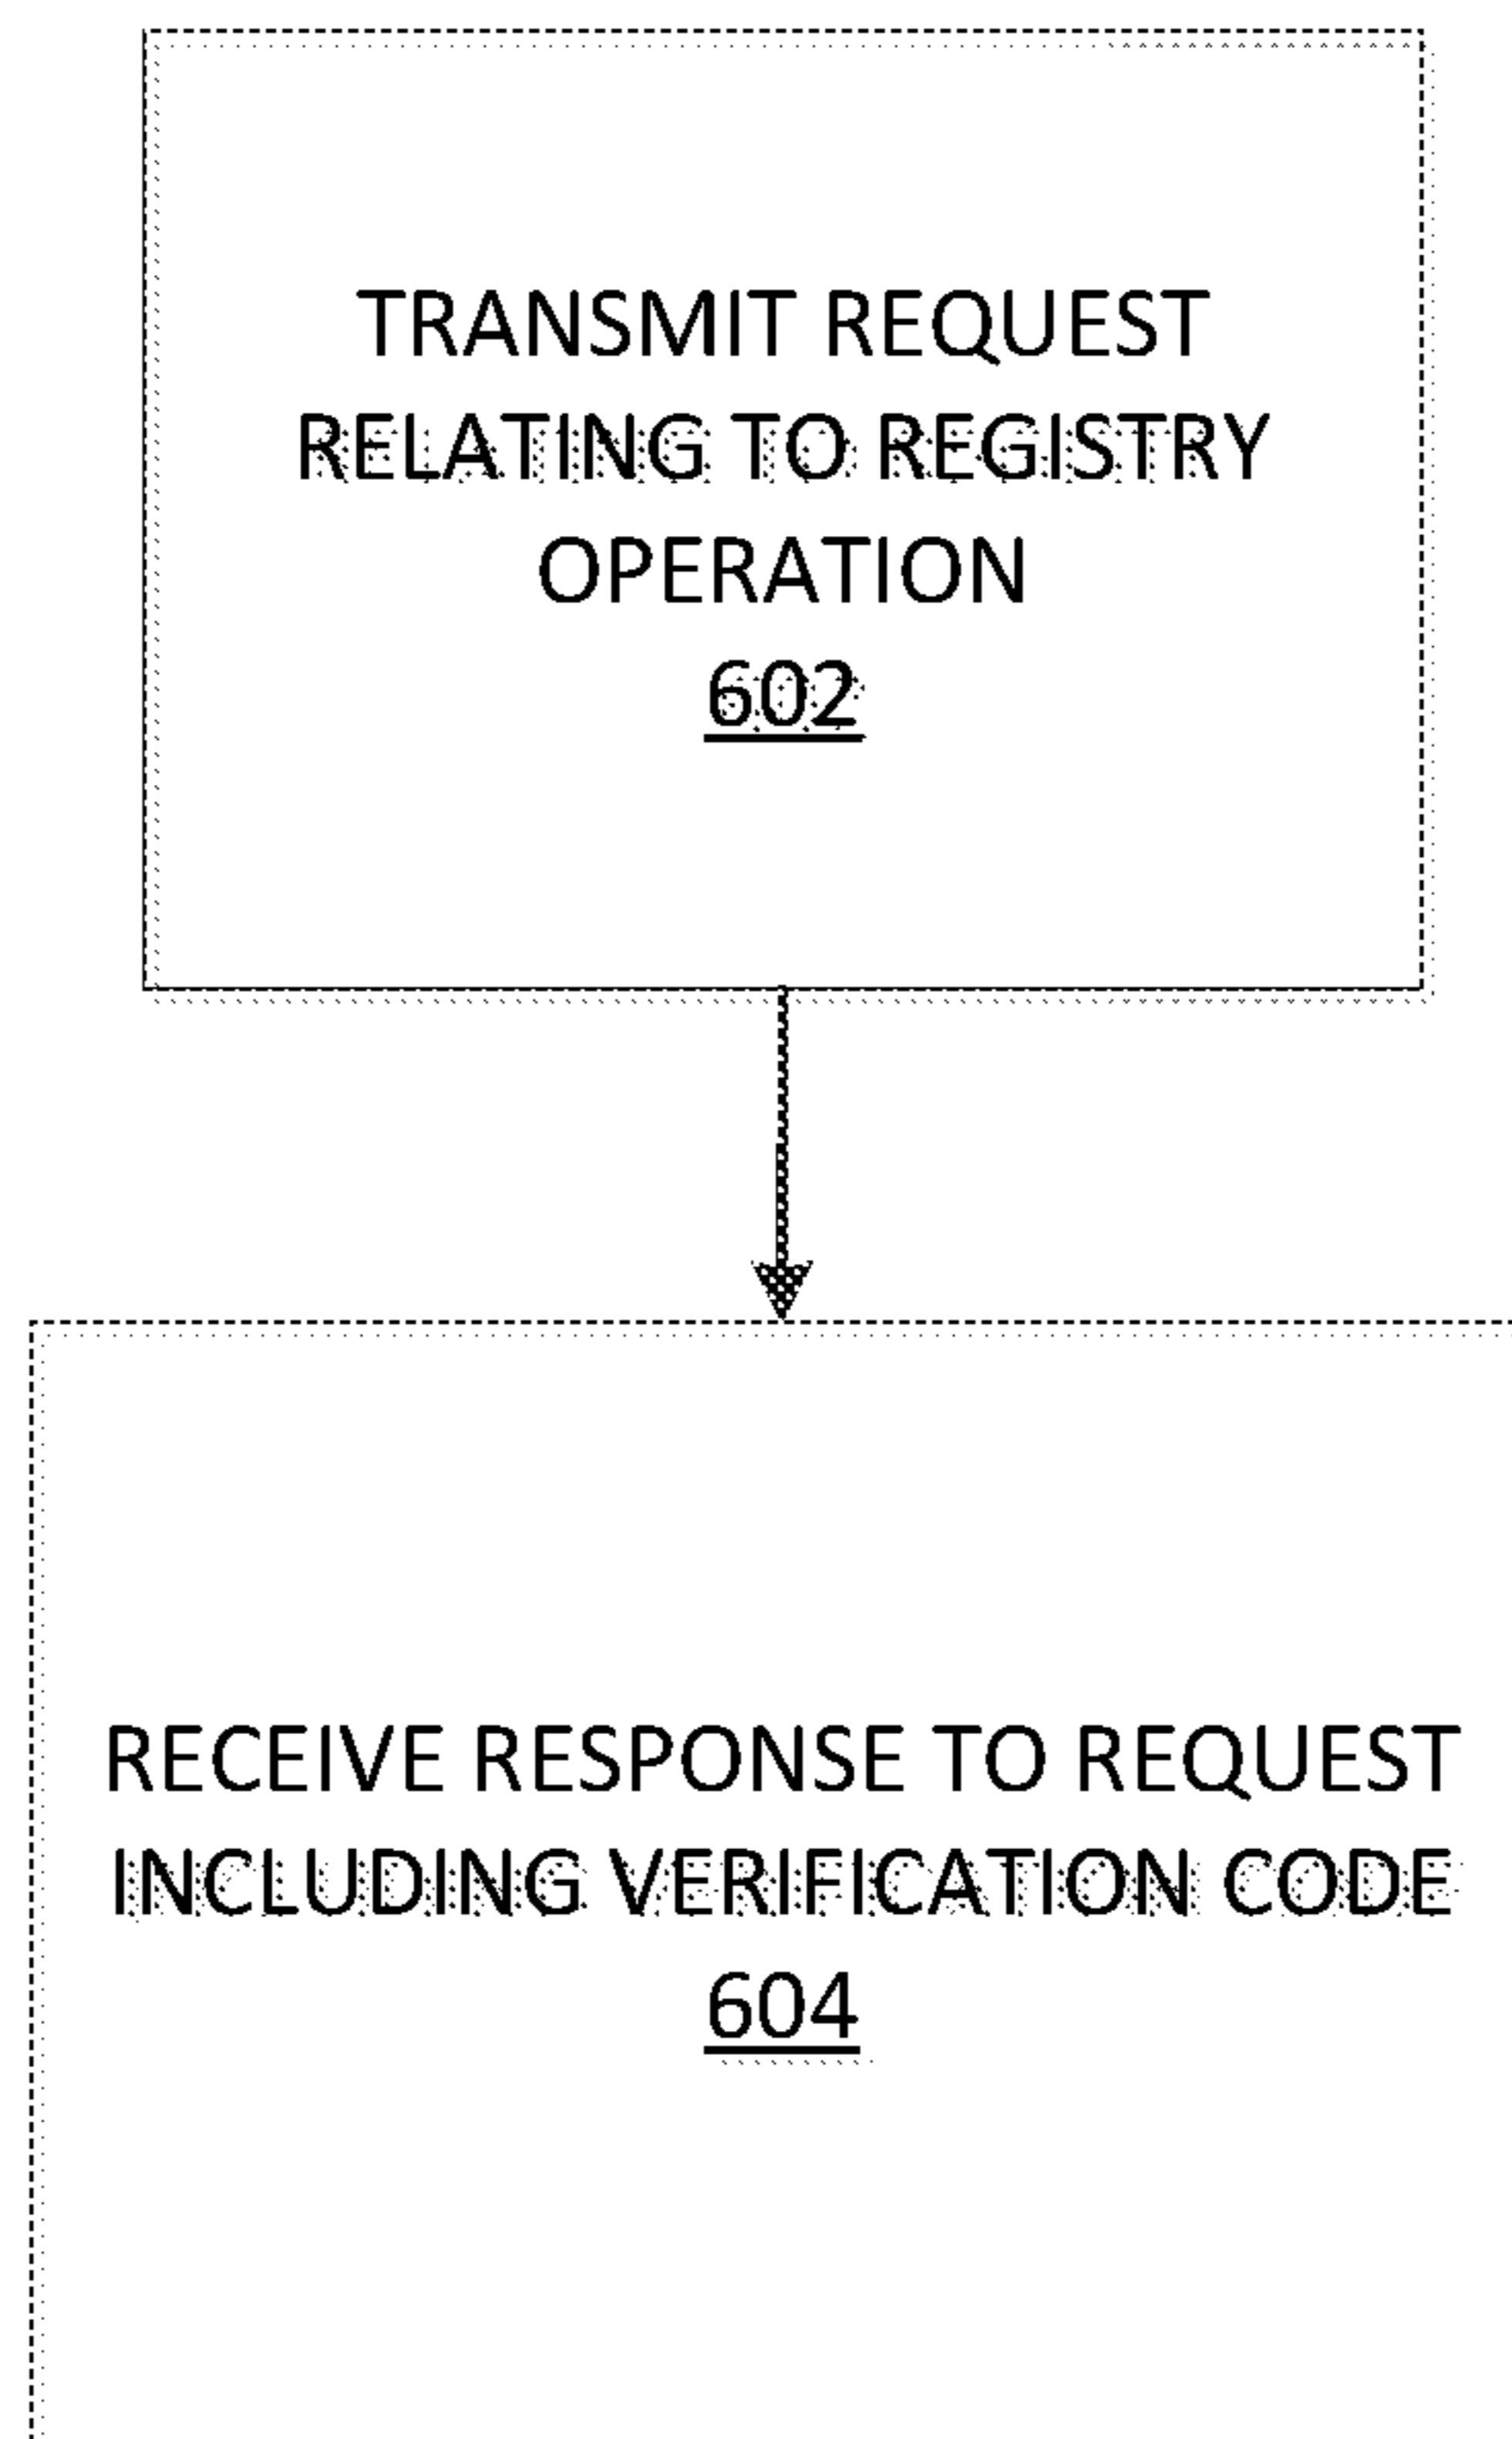 TRANSMIT REQUEST
RELATING TO REGISTRY
OPERATION
602
RECEIVE RESPONSE TO REQUEST
INCLUDING VERIFICATION CODE
604